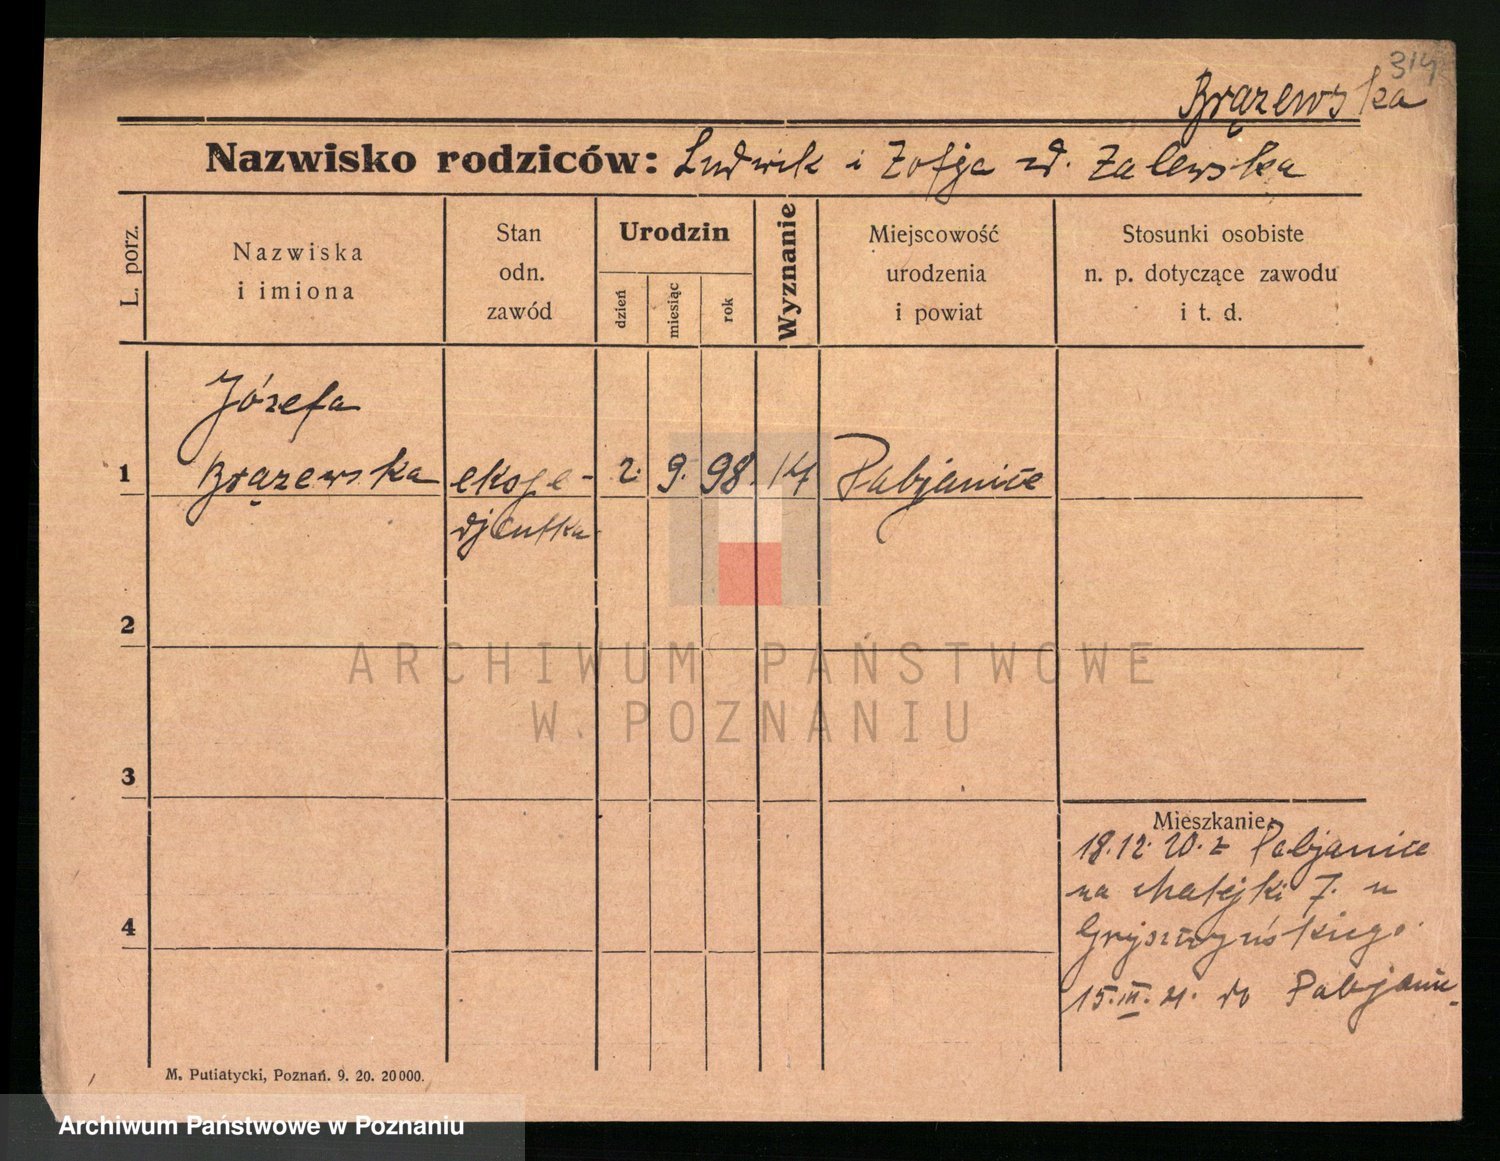 314
Brązewska
Nazwisko rodziców: Ludwik i Zofja zd. Zalewska
L. porz.
Nazwiska
i imiona
Stan
odn.
zawód
Urodzin
dzień
miesiąc
rok
Wyznanie
Miejscowość
urodzenia
i powiat
Stosunki osobiste
n. p. dotyczące zawodu
i t. d.
Józefa
1 Brązewska ekspe- 2. 9. 98. Pabjanice
djentka
2
ARCHIWUM PAŃSTWOWE
W. POZNANIU
3
Mieszkanie
18.12.20. z Pabjanice
na Matejki 7. u
4
15.III.21. do Pabjanic
M. Putiatycki, Poznań. 9. 20. 20000.
Archiwum Państwowe w Poznaniu